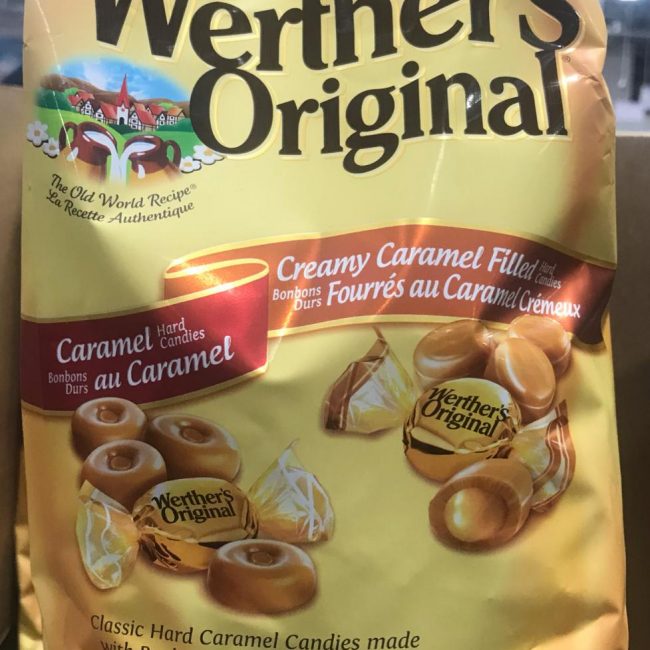 Werther's
Original
The Old World Recipe®
La Recette Authentique
Creamy Caramel Filled Hard Candies
Bonbons Durs Fourrés au Caramel Crémeux
Caramel Hard Candies
Bonbons Durs au Caramel
Werther's
Original
Werther's
Original
Classic Hard Caramel Candies made
with